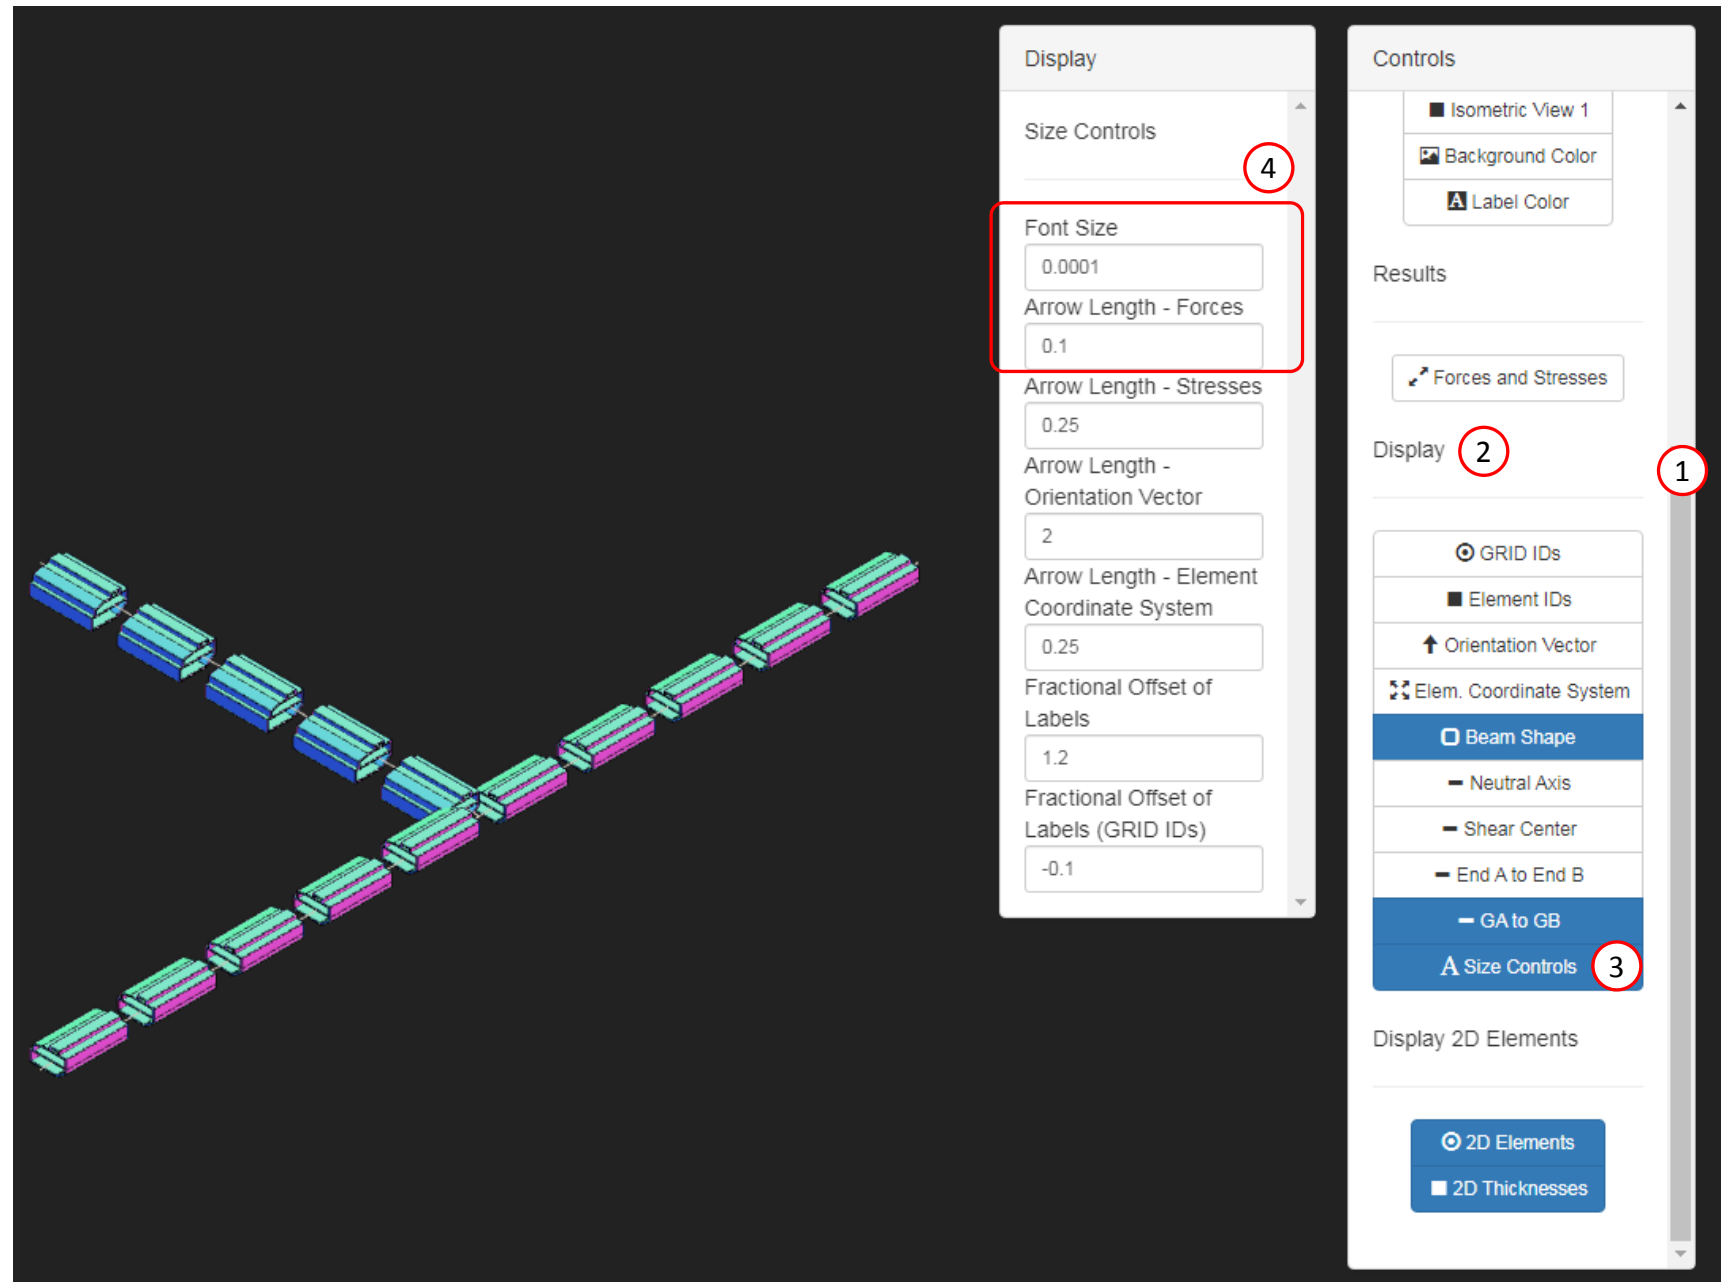 Display
Size Controls
4
Font Size
0.0001
Arrow Length - Forces
0.1
Arrow Length - Stresses
0.25
Arrow Length -
Orientation Vector
2
Arrow Length - Element
Coordinate System
0.25
Fractional Offset of
Labels
1.2
Fractional Offset of
Labels (GRID IDs)
-0.1
Controls
Isometric View 1
Background Color
A Label Color
Results
Forces and Stresses
Display
2
1
GRID IDs
Element IDs
Orientation Vector
Elem. Coordinate System
Beam Shape
Neutral Axis
Shear Center
End A to End B
GA to GB
A Size Controls
3
Display 2D Elements
2D Elements
2D Thicknesses